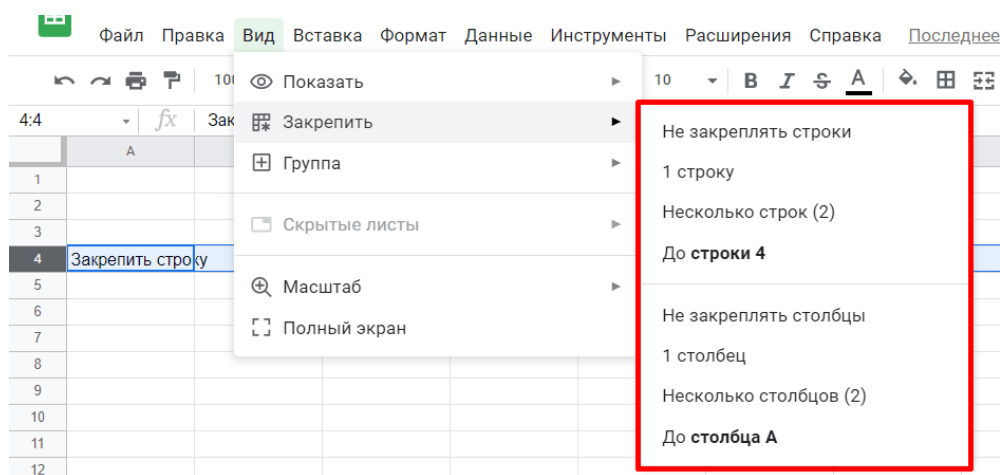 Файл Правка Вид Вставка Формат Данные Инструменты Расширения Справка Последнее
10 B I S A
4:4 fx Зак
A
Показать
Закрепить
Группа
Скрытые листы
Масштаб
Полный экран
Не закреплять строки
1 строку
Несколько строк (2)
До строки 4
Не закреплять столбцы
1 столбец
Несколько столбцов (2)
До столбца A
1
2
3
4 Закрепить строку
5
6
7
8
9
10
11
12